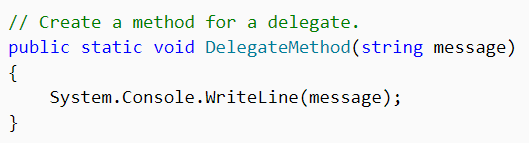 // Create a method for a delegate.
public static void DelegateMethod(string message)
{
    System.Console.WriteLine(message);
}